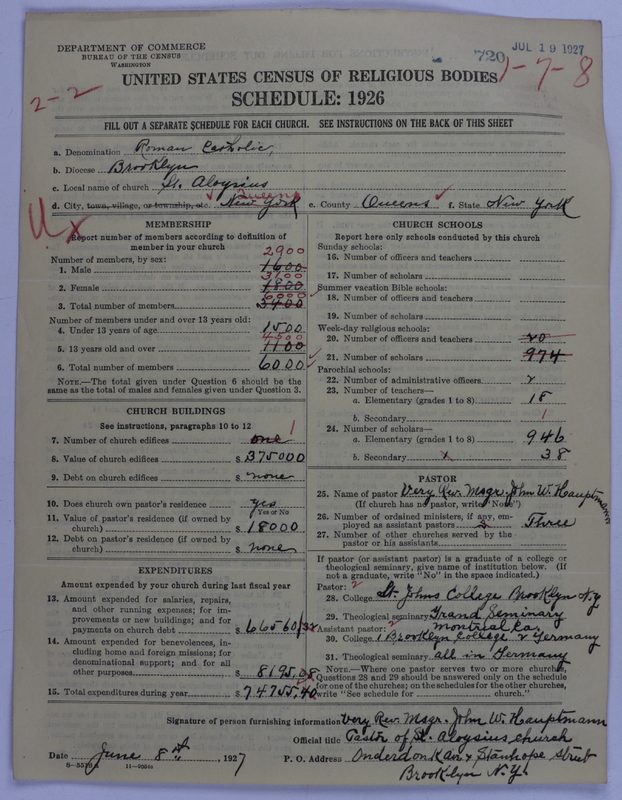 DEPARTMENT OF COMMERCE
BUREAU OF THE CENSUS
WASHINGTON
720
JUL 19 1927
1-7-8
2-2
UNITED STATES CENSUS OF RELIGIOUS BODIES
SCHEDULE: 1926
FILL OUT A SEPARATE SCHEDULE FOR EACH CHURCH. SEE INSTRUCTIONS ON THE BACK OF THIS SHEET
a. Denomination Roman Catholic,
b. Diocese Brooklyn
c. Local name of church St. Aloysius
Queens
d. City, town, village, or township, etc. New York e. County Queens f. State New York
MEMBERSHIP
Report number of members according to definition of
member in your church
Number of members, by sex:
2900
1. Male 1600
3100
2. Female 1800
6000
3. Total number of members 3400
Number of members under and over 13 years old:
4. Under 13 years of age 1500
4500
5. 13 years old and over 1100
6. Total number of members 6000
NOTE.—The total given under Question 6 should be the
same as the total of males and females given under Question 3.
CHURCH BUILDINGS
See instructions, paragraphs 10 to 12
7. Number of church edifices one 1
8. Value of church edifices $375000
9. Debt on church edifices $ none
10. Does church own pastor's residence yes
Yes or No
11. Value of pastor's residence (if owned by
church) $ 18000
12. Debt on pastor's residence (if owned by
church) $ none
EXPENDITURES
Amount expended by your church during last fiscal year
13. Amount expended for salaries, repairs,
and other running expenses; for im-
provements or new buildings; and for
payments on church debt $ 66560/32
14. Amount expended for benevolences, in-
cluding home and foreign missions; for
denominational support; and for all
other purposes $ 8195,08
15. Total expenditures during year $ 74755,40
CHURCH SCHOOLS
Report here only schools conducted by this church
Sunday schools:
16. Number of officers and teachers
17. Number of scholars
Summer vacation Bible schools:
18. Number of officers and teachers
19. Number of scholars
Week-day religious schools:
20. Number of officers and teachers 20
21. Number of scholars 974
Parochial schools:
22. Number of administrative officers 2
23. Number of teachers—
a. Elementary (grades 1 to 8) 18
b. Secondary 1
24. Number of scholars—
a. Elementary (grades 1 to 8) 946
b. Secondary x 38
PASTOR
25. Name of pastor Very Rev. Msgr. John W. Hauptmann
(If church has no pastor, write "None")
26. Number of ordained ministers, if any, em-
ployed as assistant pastors 3 Three
27. Number of other churches served by the
pastor or his assistants
If pastor (or assistant pastor) is a graduate of a college or
theological seminary, give name of institution below. (If
not a graduate, write "No" in the space indicated.)
Pastor: 2
28. College St. Johns College Brooklyn N.Y
29. Theological seminary Grand Seminary
Montreal Can.
Assistant pastor: 2
30. College 1 Brooklyn College 2 Germany
31. Theological seminary all in Germany
NOTE.—Where one pastor serves two or more churches,
Questions 28 and 29 should be answered only on the schedule
for one of the churches; on the schedules for the other churches,
write "See schedule for church."
Signature of person furnishing information Very Rev. Msgr. John W. Hauptmann
Official title Pastor of St. Aloysius church
Date June 8th, 1927 P. O. Address Onderdonk Ave & Stanhope street
Brooklyn N.Y.